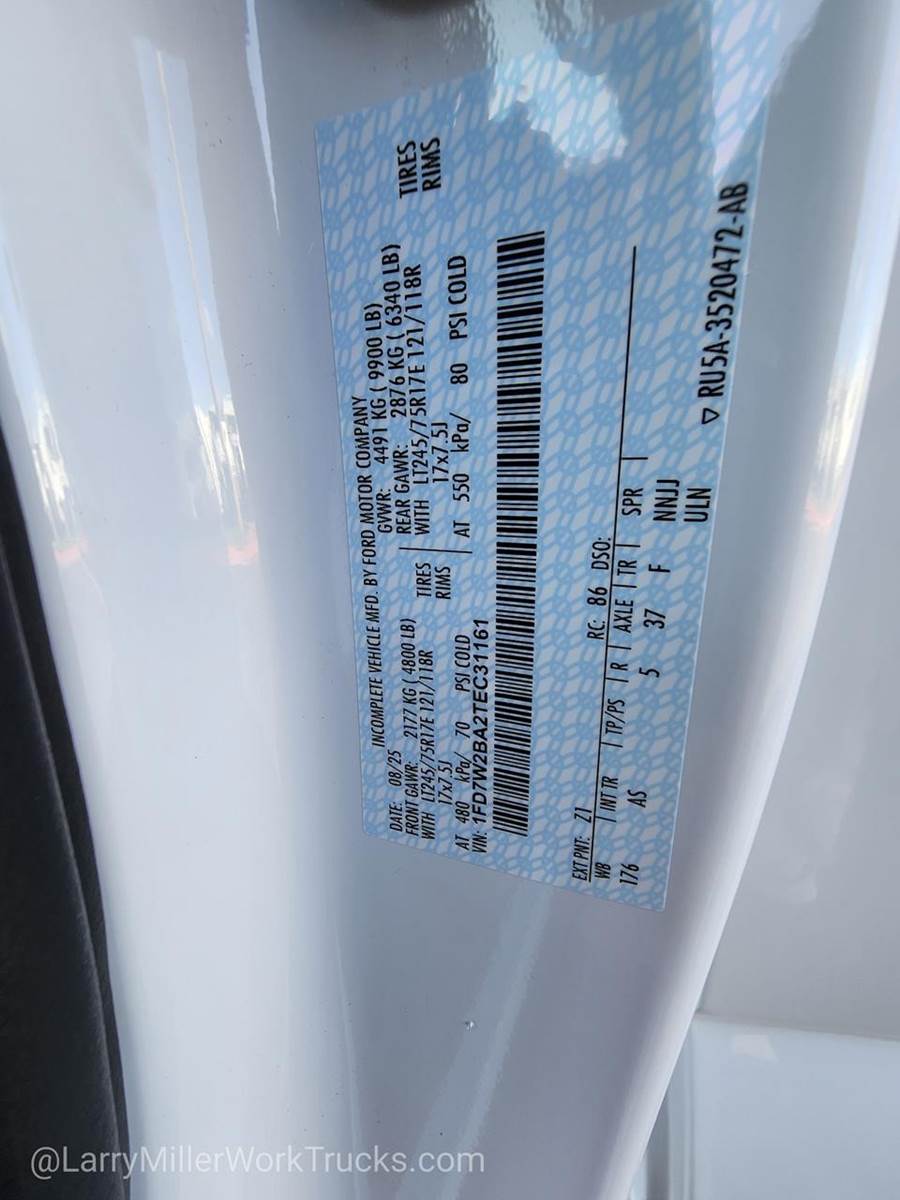 INCOMPLETE VEHICLE MFD. BY FORD MOTOR COMPANY
DATE: 08/25 GVWR: 4491 KG ( 9900 LB)
FRONT GAWR: 2177 KG ( 4800 LB) REAR GAWR: 2876 KG ( 6340 LB)
WITH LT245/75R17E 121/118R TIRES WITH LT245/75R17E 121/118R TIRES
17x7.5J RIMS 17x7.5J RIMS
AT 480 kPa/ 70 PSI COLD AT 550 kPa/ 80 PSI COLD
VIN: 1FD7W2BA2TEC31161
EXT PNT: Z1 RC: 86 DSO:
WB INT TR TP/PS R AXLE TR SPR
176 AS 5 37 F NNJJ
ULN
▽ RU5A-3520472-AB
@LarryMillerWorkTrucks.com